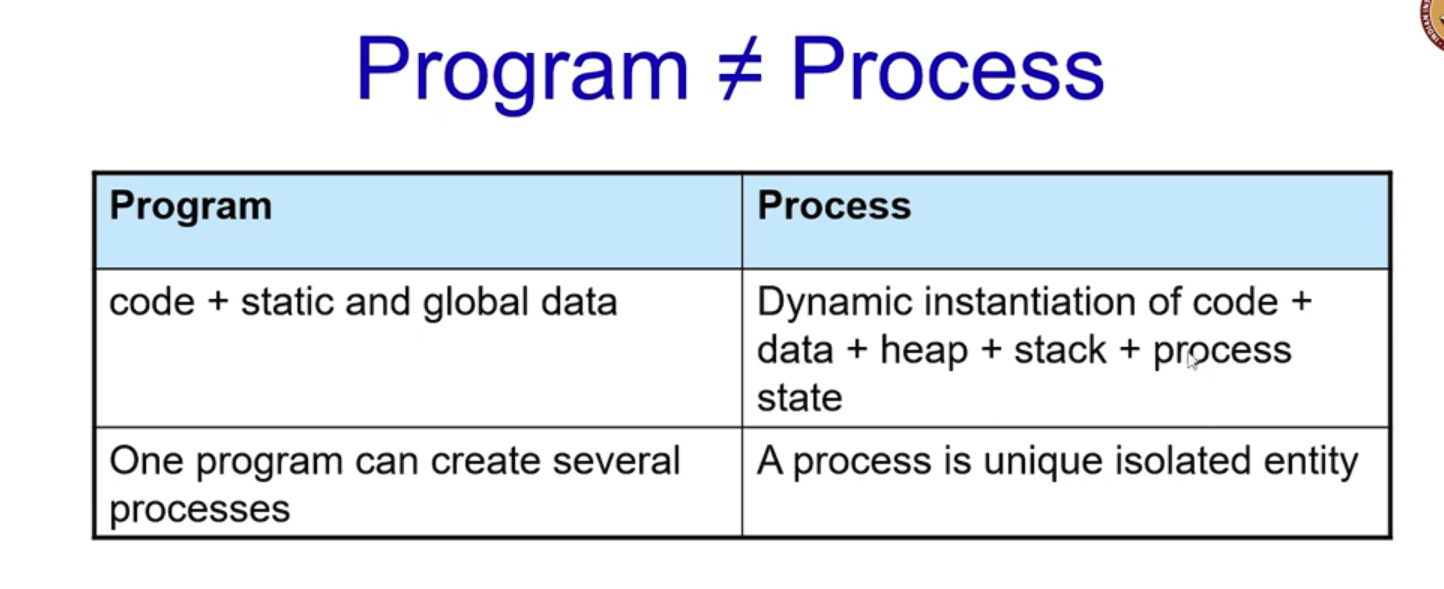 Program ≠ Process
Program
Process
code + static and global data
Dynamic instantiation of code +
data + heap + stack + process
state
One program can create several
processes
A process is unique isolated entity